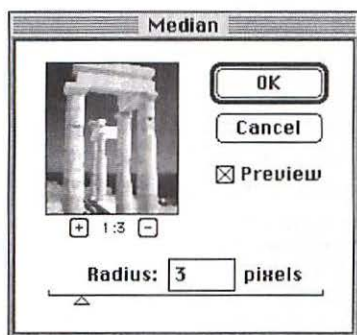 Median
OK
Cancel
Preview
+ 1:3 -
Radius: 3 pixels